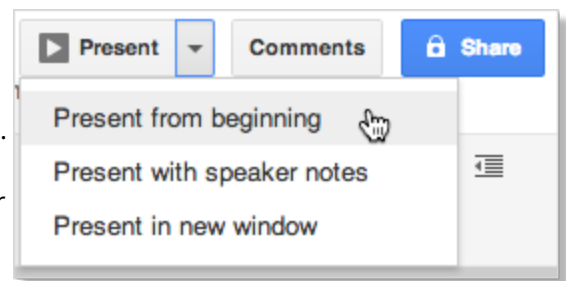 Present Comments Share
Present from beginning
Present with speaker notes
Present in new window